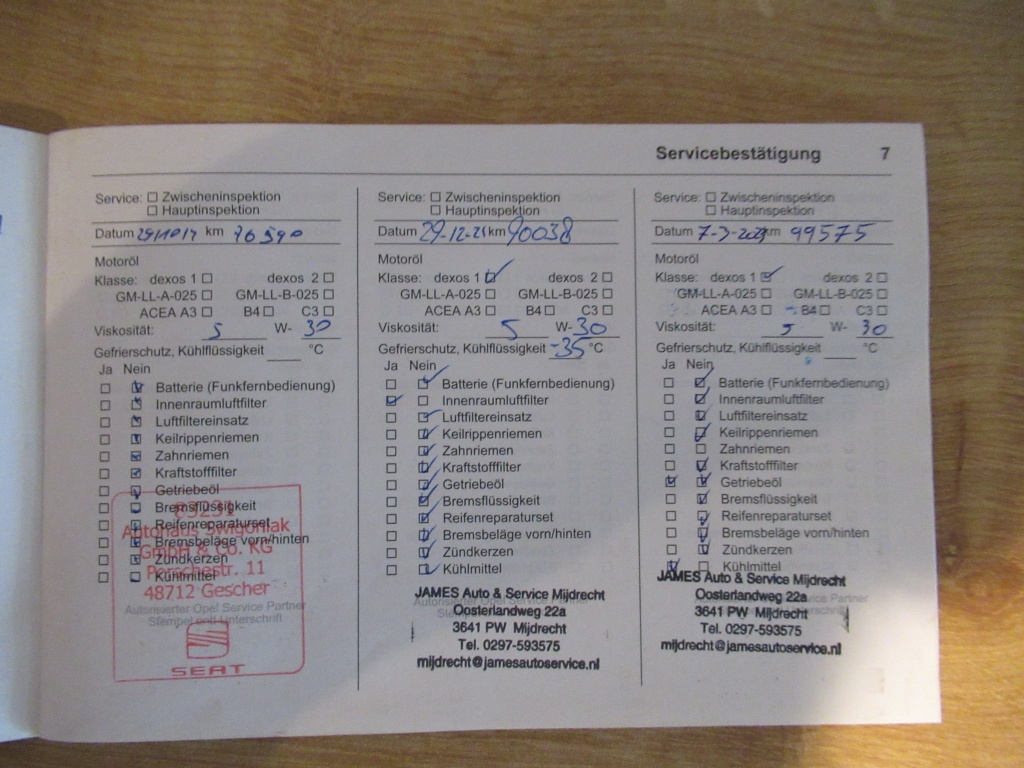 Servicebestätigung 7
Service: Zwischeninspektion
Hauptinspektion
Datum km 76590
Motoröl
Klasse: dexos 1 dexos 2
GM-LL-A-025 GM-LL-B-025
ACEA A3 B4 C3
Viskosität: 5 W- 30
Gefrierschutz, Kühlflüssigkeit °C
Ja Nein
Batterie (Funkfernbedienung)
Innenraumluftfilter
Luftfiltereinsatz
Keilrippenriemen
Zahnriemen
Kraftstofffilter
Getriebeöl
Bremsflüssigkeit
Reifenreparaturset
Bremsbeläge vorn/hinten
Zündkerzen
Kühlmittel
Autorisierter Opel Service Partner
Stempel und Unterschrift
83231
Autohaus Swigoniak
GmbH & Co. KG
Porschestr. 11
48712 Gescher
SEAT
Service: Zwischeninspektion
Hauptinspektion
Datum 29-12-21 km 90038
Motoröl
Klasse: dexos 1 dexos 2
GM-LL-A-025 GM-LL-B-025
ACEA A3 B4 C3
Viskosität: 5 W- 30
Gefrierschutz, Kühlflüssigkeit -35 °C
Ja Nein
Batterie (Funkfernbedienung)
Innenraumluftfilter
Luftfiltereinsatz
Keilrippenriemen
Zahnriemen
Kraftstofffilter
Getriebeöl
Bremsflüssigkeit
Reifenreparaturset
Bremsbeläge vorn/hinten
Zündkerzen
Kühlmittel
JAMES Auto & Service Mijdrecht
Oosterlandweg 22a
3641 PW Mijdrecht
Tel. 0297-593575
mijdrecht@jamesautoservice.nl
Service: Zwischeninspektion
Hauptinspektion
Datum 7-3- km 99575
Motoröl
Klasse: dexos 1 dexos 2
GM-LL-A-025 GM-LL-B-025
ACEA A3 B4 C3
Viskosität: 5 W- 30
Gefrierschutz, Kühlflüssigkeit °C
Ja Nein
Batterie (Funkfernbedienung)
Innenraumluftfilter
Luftfiltereinsatz
Keilrippenriemen
Zahnriemen
Kraftstofffilter
Getriebeöl
Bremsflüssigkeit
Reifenreparaturset
Bremsbeläge vorn/hinten
Zündkerzen
Kühlmittel
JAMES Auto & Service Mijdrecht
Oosterlandweg 22a
3641 PW Mijdrecht
Tel. 0297-593575
mijdrecht@jamesautoservice.nl